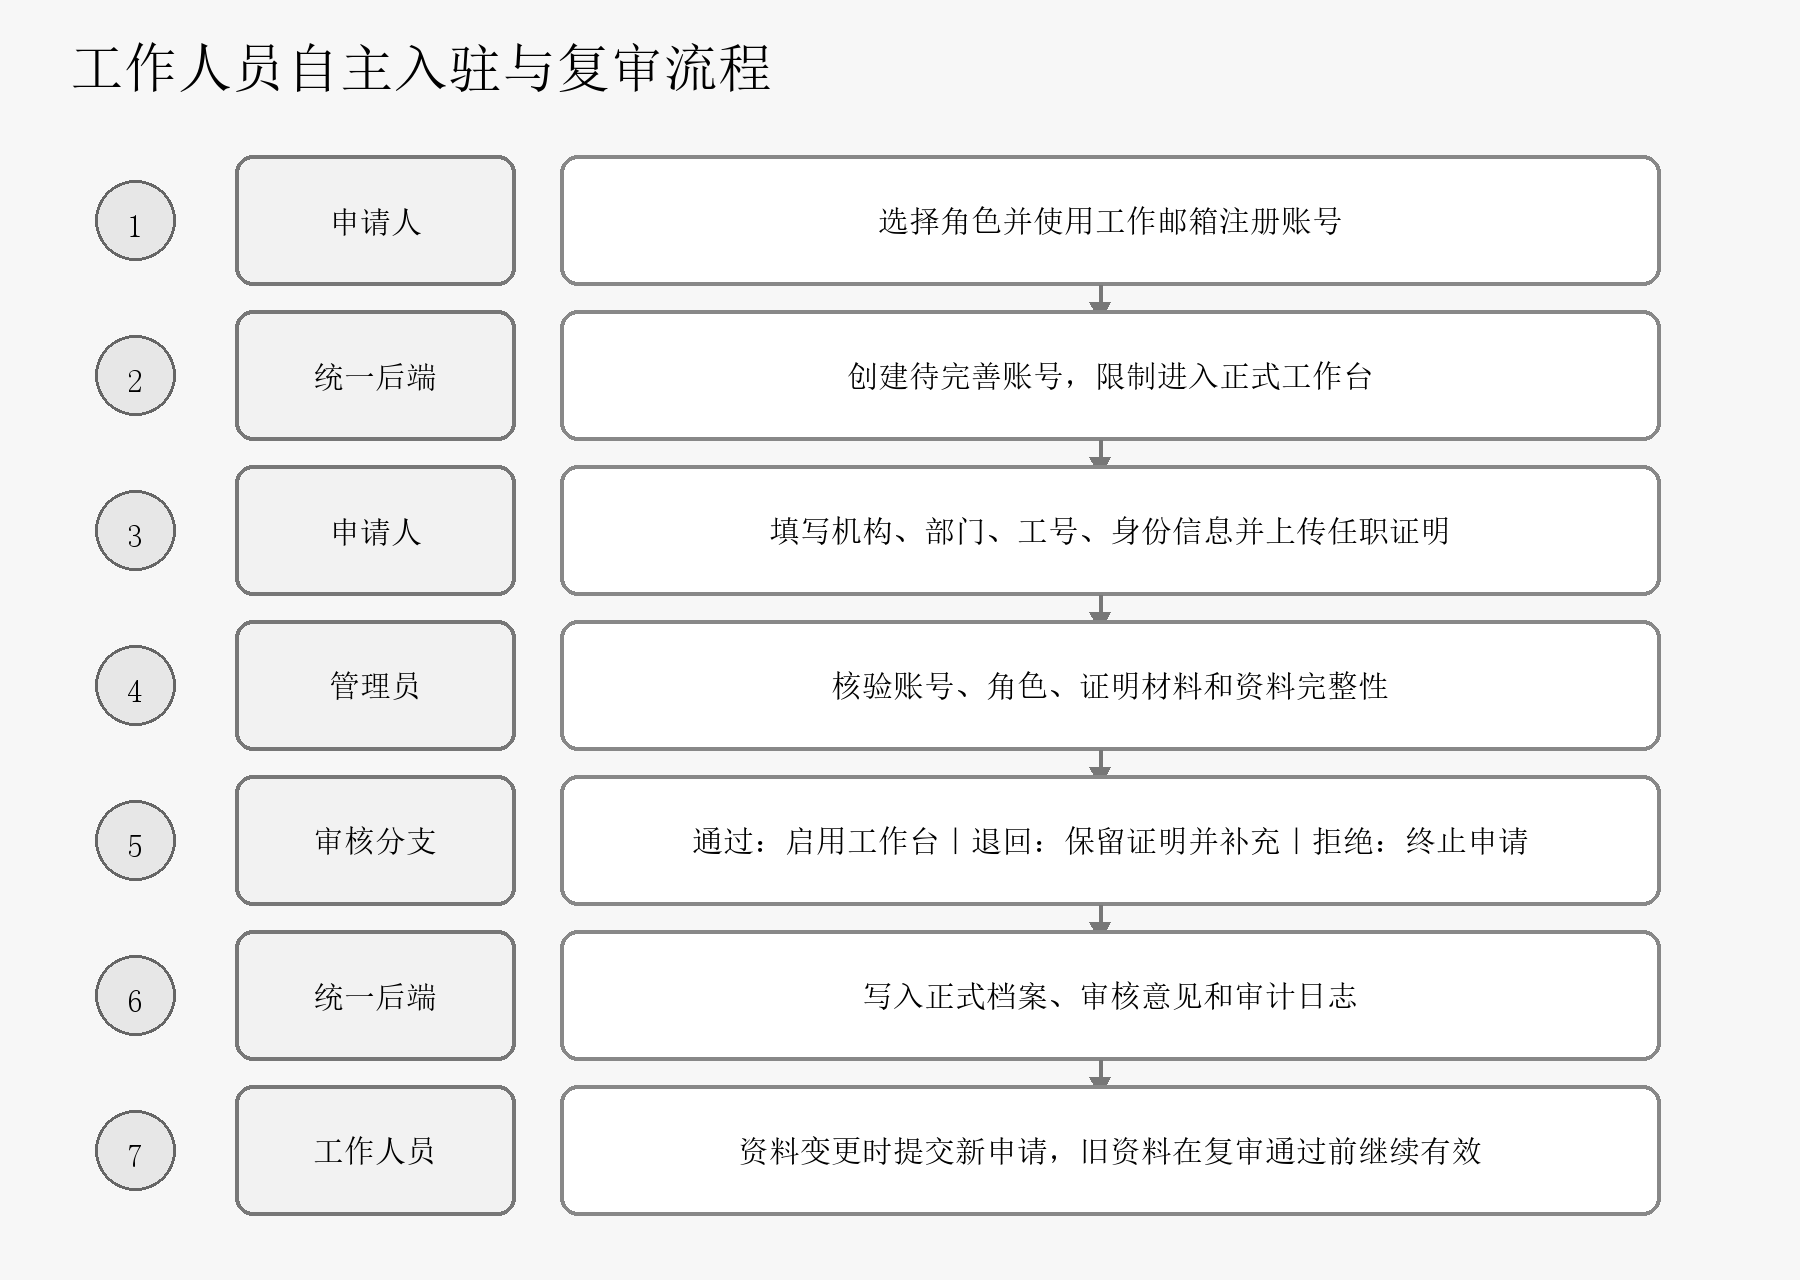 工作人员自主入驻与复审流程
1
申请人
选择角色并使用工作邮箱注册账号
2
统一后端
创建待完善账号，限制进入正式工作台
3
申请人
填写机构、部门、工号、身份信息并上传任职证明
4
管理员
核验账号、角色、证明材料和资料完整性
5
审核分支
通过：启用工作台 | 退回：保留证明并补充 | 拒绝：终止申请
6
统一后端
写入正式档案、审核意见和审计日志
7
工作人员
资料变更时提交新申请，旧资料在复审通过前继续有效